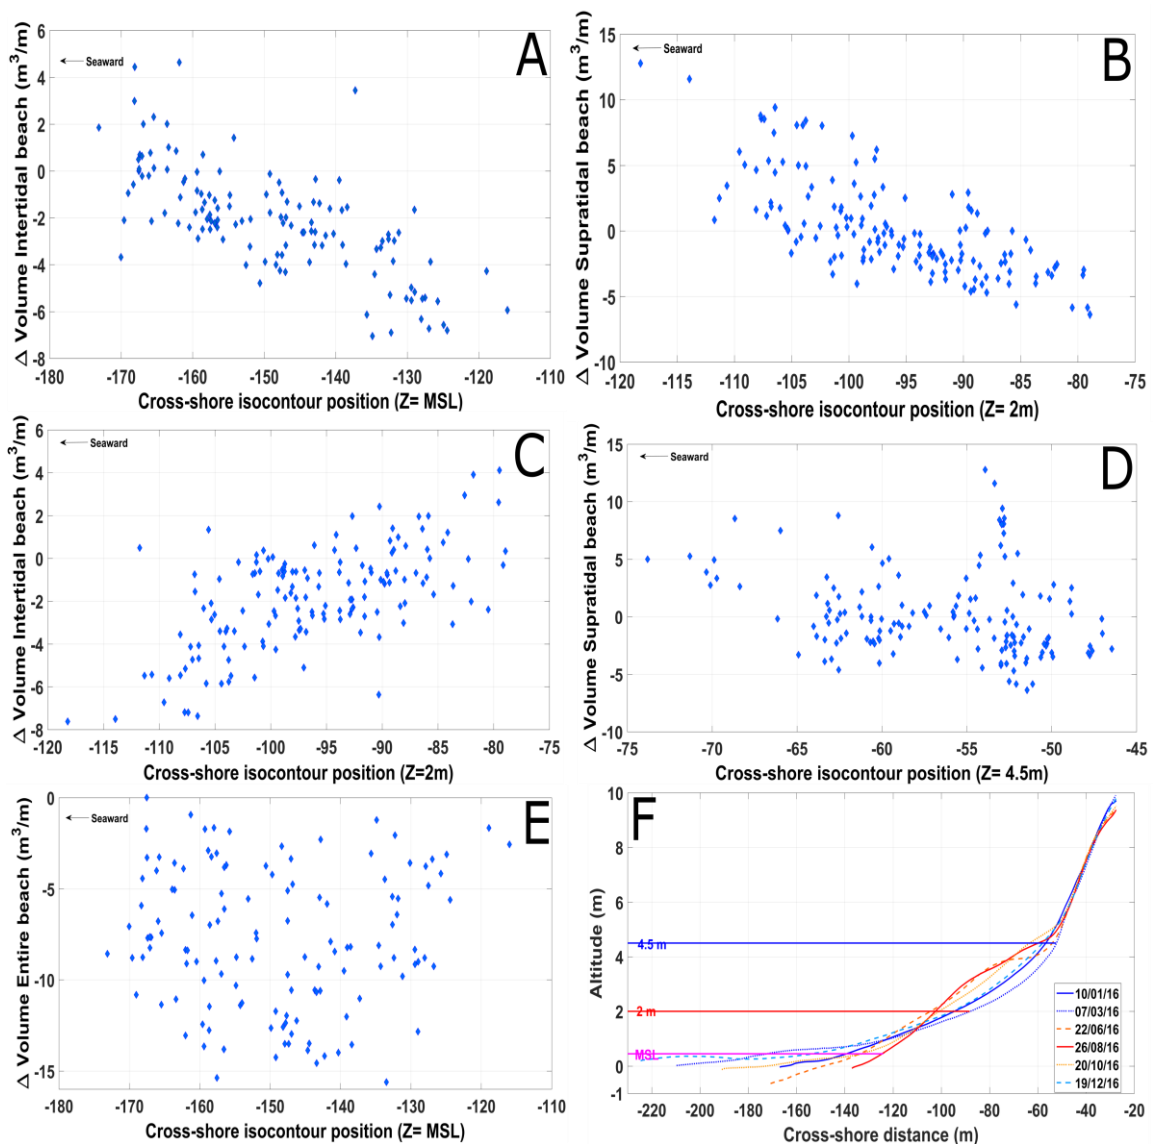 A
Δ Volume Intertidal beach (m³/m)
6
4
2
0
-2
-4
-6
-8
← Seaward
-180 -170 -160 -150 -140 -130 -120 -110
Cross-shore isocontour position (Z= MSL)
B
Δ Volume Supratidal beach (m³/m)
15
10
5
0
-5
-10
← Seaward
-120 -115 -110 -105 -100 -95 -90 -85 -80 -75
Cross-shore isocontour position (Z= 2m)
C
Δ Volume Intertidal beach (m³/m)
6
4
2
0
-2
-4
-6
-8
← Seaward
-120 -115 -110 -105 -100 -95 -90 -85 -80 -75
Cross-shore isocontour position (Z=2m)
D
Δ Volume Supratidal beach (m³/m)
15
10
5
0
-5
-10
← Seaward
-75 -70 -65 -60 -55 -50 -45
Cross-shore isocontour position (Z= 4.5m)
E
Δ Volume Entire beach (m³/m)
0
-5
-10
-15
← Seaward
-180 -170 -160 -150 -140 -130 -120 -110
Cross-shore isocontour position (Z= MSL)
F
Altitude (m)
10
8
6
4
2
0
-1
4.5 m
2 m
MSL
10/01/16
07/03/16
22/06/16
26/08/16
20/10/16
19/12/16
-220 -200 -180 -160 -140 -120 -100 -80 -60 -40 -20
Cross-shore distance (m)